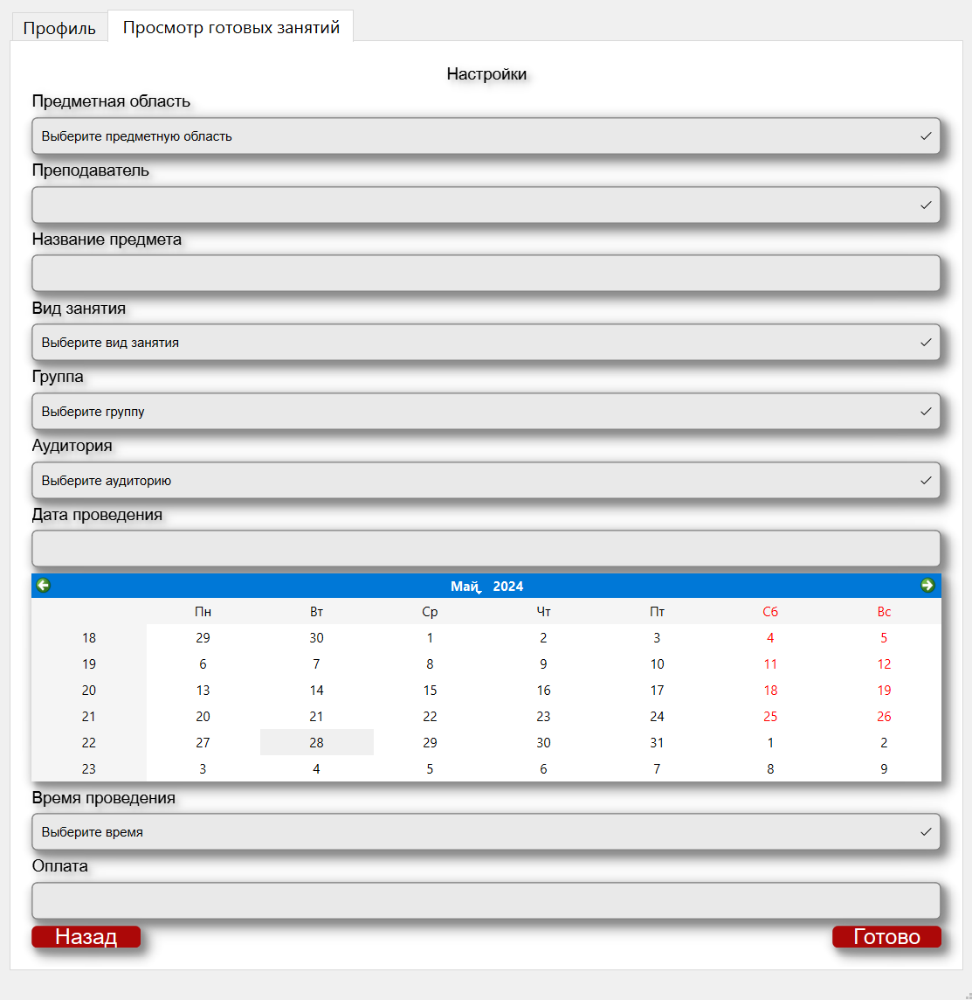 Профиль Просмотр готовых занятий
Настройки
Предметная область
Выберите предметную область
Преподаватель
Название предмета
Вид занятия
Выберите вид занятия
Группа
Выберите группу
Аудитория
Выберите аудиторию
Дата проведения
Май 2024
Пн Вт Ср Чт Пт Сб Вс
18 29 30 1 2 3 4 5
19 6 7 8 9 10 11 12
20 13 14 15 16 17 18 19
21 20 21 22 23 24 25 26
22 27 28 29 30 31 1 2
23 3 4 5 6 7 8 9
Время проведения
Выберите время
Оплата
Назад Готово